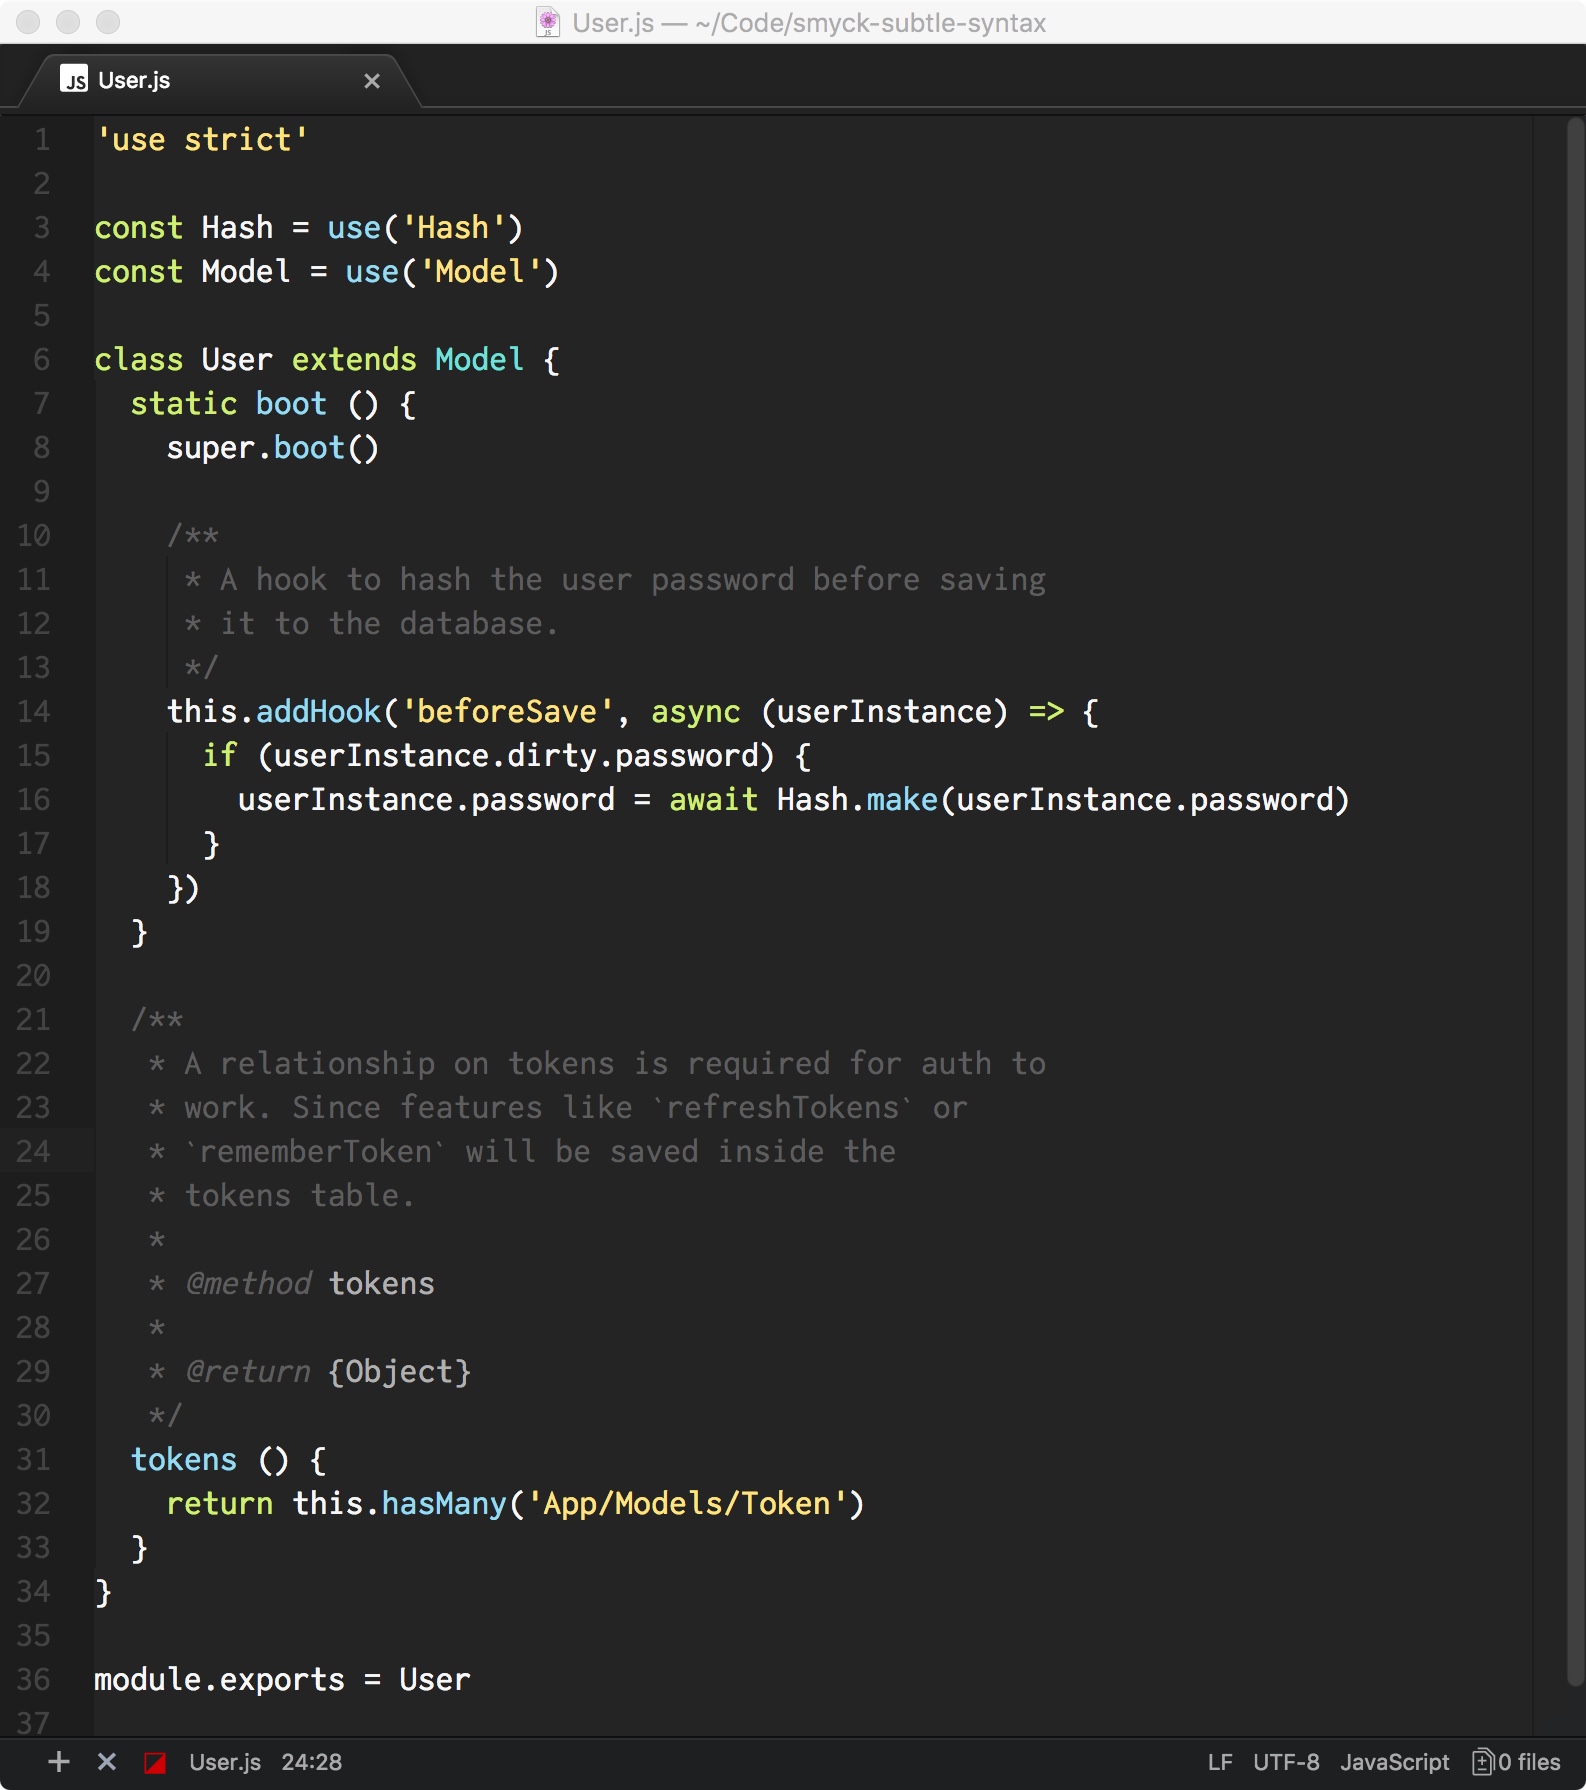 User.js — ~/Code/smyck-subtle-syntax
JS User.js ×
1 'use strict'
2
3 const Hash = use('Hash')
4 const Model = use('Model')
5
6 class User extends Model {
7   static boot () {
8     super.boot()
9
10     /**
11      * A hook to hash the user password before saving
12      * it to the database.
13      */
14     this.addHook('beforeSave', async (userInstance) => {
15       if (userInstance.dirty.password) {
16         userInstance.password = await Hash.make(userInstance.password)
17       }
18     })
19   }
20
21   /**
22    * A relationship on tokens is required for auth to
23    * work. Since features like `refreshTokens` or
24    * `rememberToken` will be saved inside the
25    * tokens table.
26    *
27    * @method tokens
28    *
29    * @return {Object}
30    */
31   tokens () {
32     return this.hasMany('App/Models/Token')
33   }
34 }
35
36 module.exports = User
37
+ × User.js 24:28 LF UTF-8 JavaScript 0 files